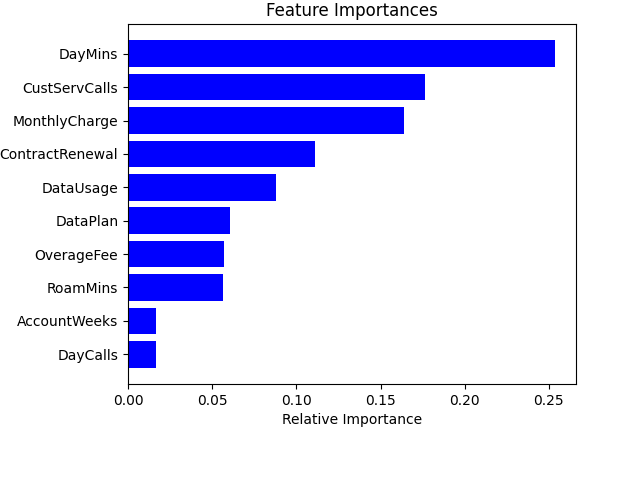 Feature Importances
DayMins
CustServCalls
MonthlyCharge
ContractRenewal
DataUsage
DataPlan
OverageFee
RoamMins
AccountWeeks
DayCalls
0.00 0.05 0.10 0.15 0.20 0.25
Relative Importance